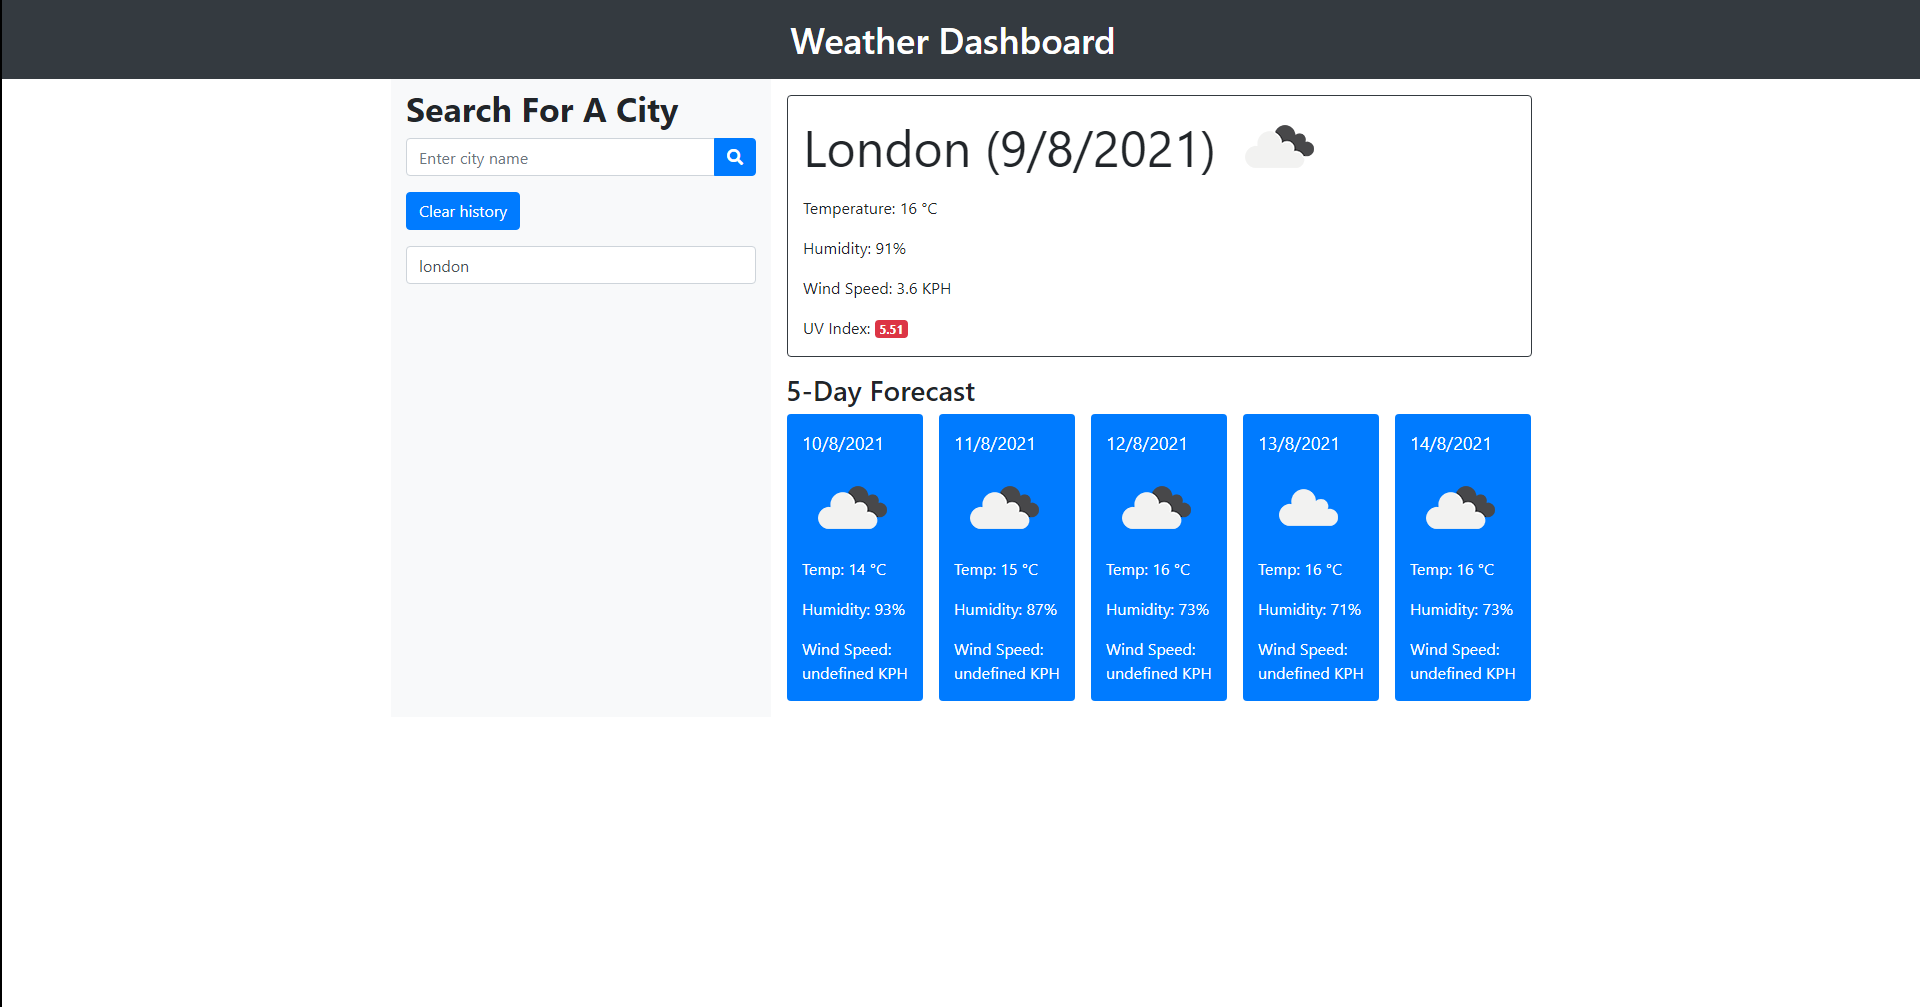 Weather Dashboard
Search For A City
Enter city name
Clear history
london
London (9/8/2021)
Temperature: 16 °C
Humidity: 91%
Wind Speed: 3.6 KPH
UV Index: 5.51
5-Day Forecast
10/8/2021
Temp: 14 °C
Humidity: 93%
Wind Speed:
undefined KPH
11/8/2021
Temp: 15 °C
Humidity: 87%
Wind Speed:
undefined KPH
12/8/2021
Temp: 16 °C
Humidity: 73%
Wind Speed:
undefined KPH
13/8/2021
Temp: 16 °C
Humidity: 71%
Wind Speed:
undefined KPH
14/8/2021
Temp: 16 °C
Humidity: 73%
Wind Speed:
undefined KPH